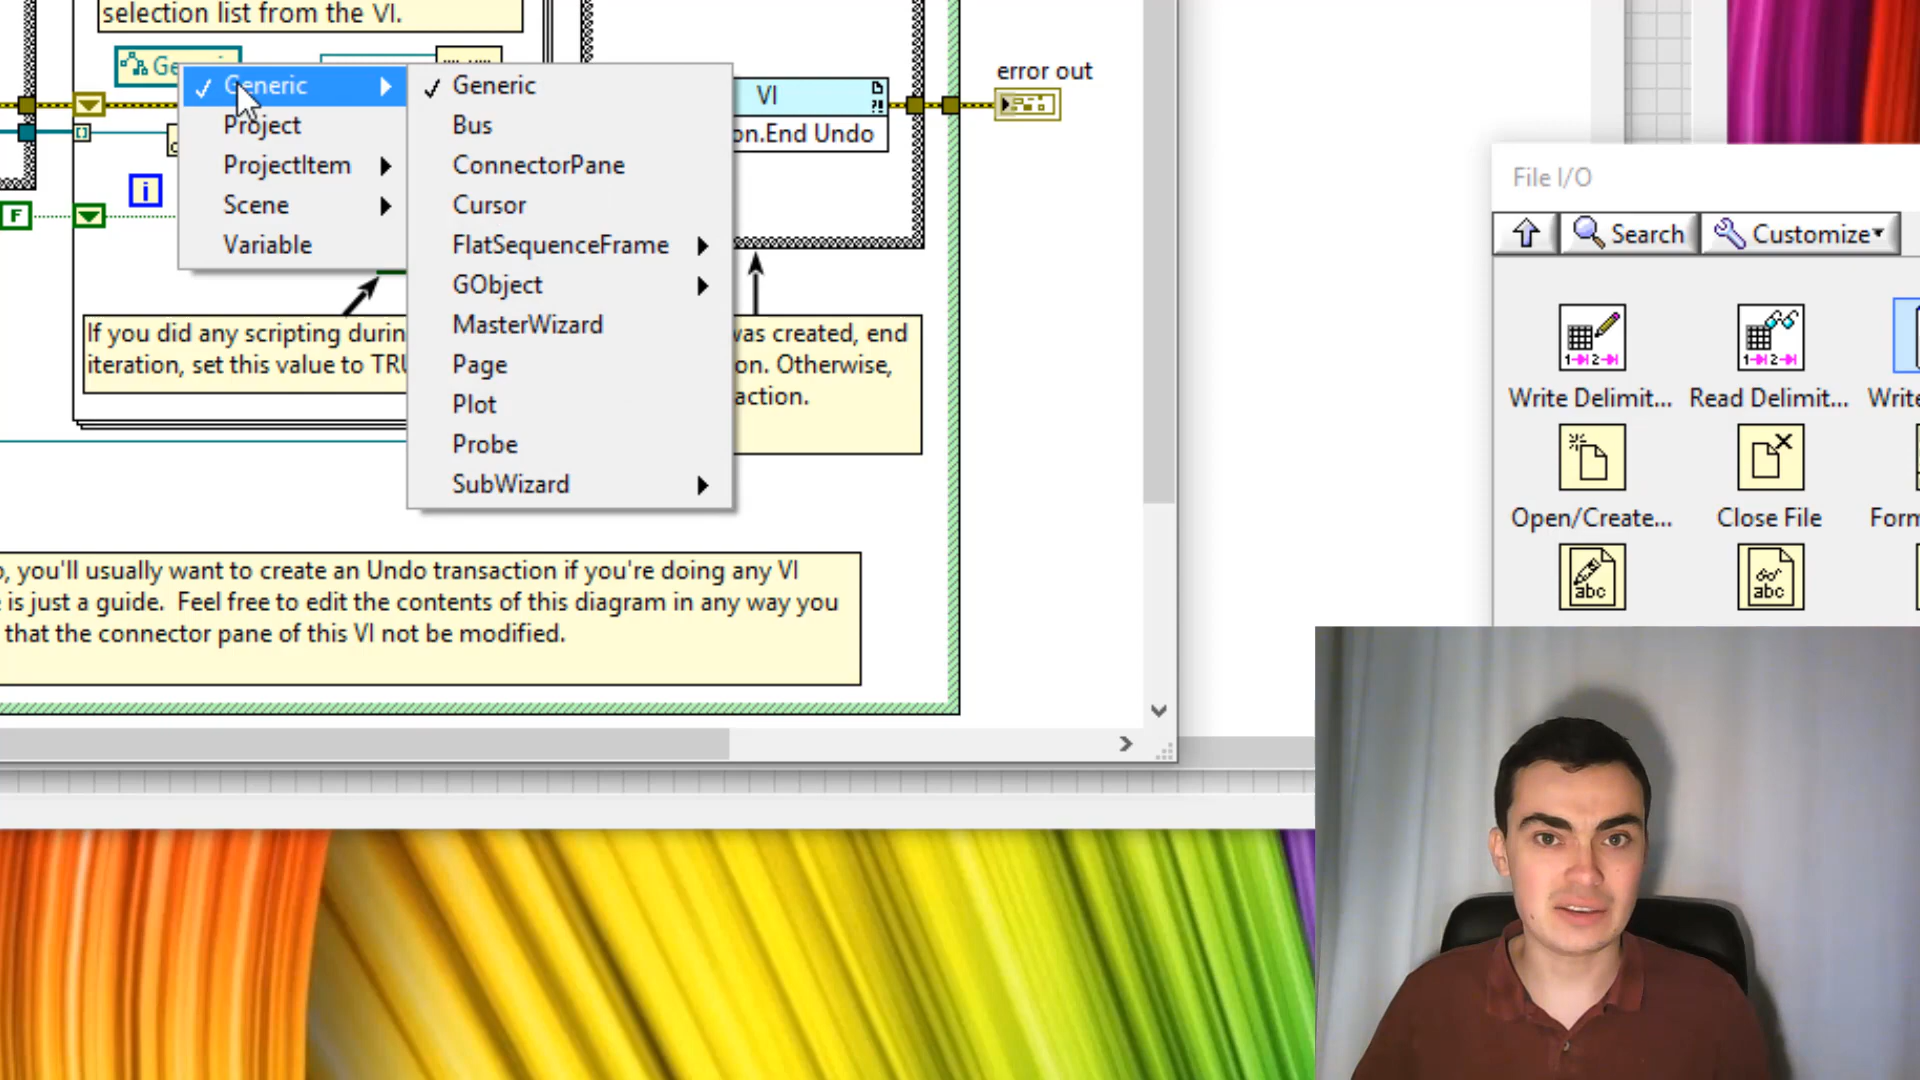 selection list from the VI.
Generic
Project
ProjectItem
Scene
Variable
Generic
Bus
ConnectorPane
Cursor
FlatSequenceFrame
GObject
MasterWizard
Page
Plot
Probe
SubWizard
VI
on.End Undo
error out
i
F
If you did any scripting durin
iteration, set this value to TRU
was created, end
on. Otherwise,
action.
, you'll usually want to create an Undo transaction if you're doing any VI
is just a guide. Feel free to edit the contents of this diagram in any way you
that the connector pane of this VI not be modified.
File I/O
Search
Customize
1 2
1 2
Write Delimit...
Read Delimit...
Write
Open/Create...
Close File
Form
abc
abc